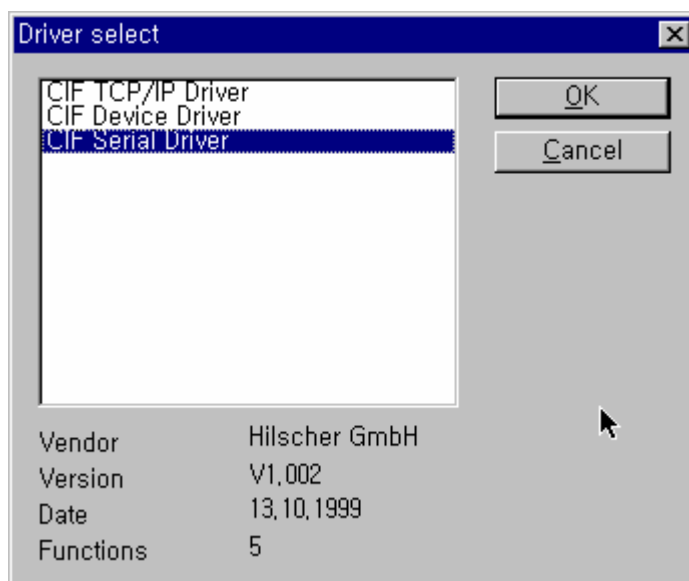 Driver select
CIF TCP/IP Driver
CIF Device Driver
CIF Serial Driver
OK
Cancel
Vendor Hilscher GmbH
Version V1,002
Date 13,10,1999
Functions 5